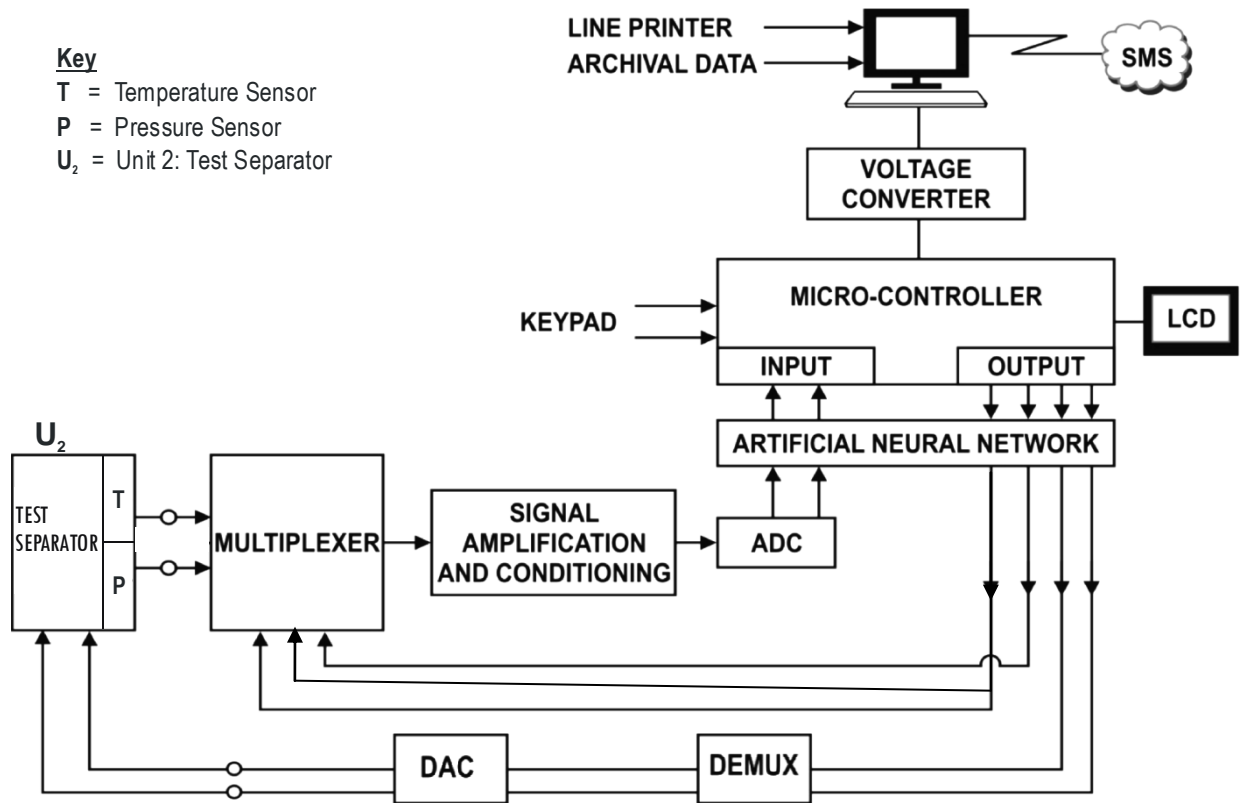 Key
T = Temperature Sensor
P = Pressure Sensor
U₂ = Unit 2: Test Separator
LINE PRINTER
ARCHIVAL DATA
SMS
VOLTAGE
CONVERTER
MICRO-CONTROLLER
KEYPAD
LCD
INPUT
OUTPUT
ARTIFICIAL NEURAL NETWORK
U₂
TEST
SEPARATOR
T
P
MULTIPLEXER
SIGNAL
AMPLIFICATION
AND CONDITIONING
ADC
DAC
DEMUX